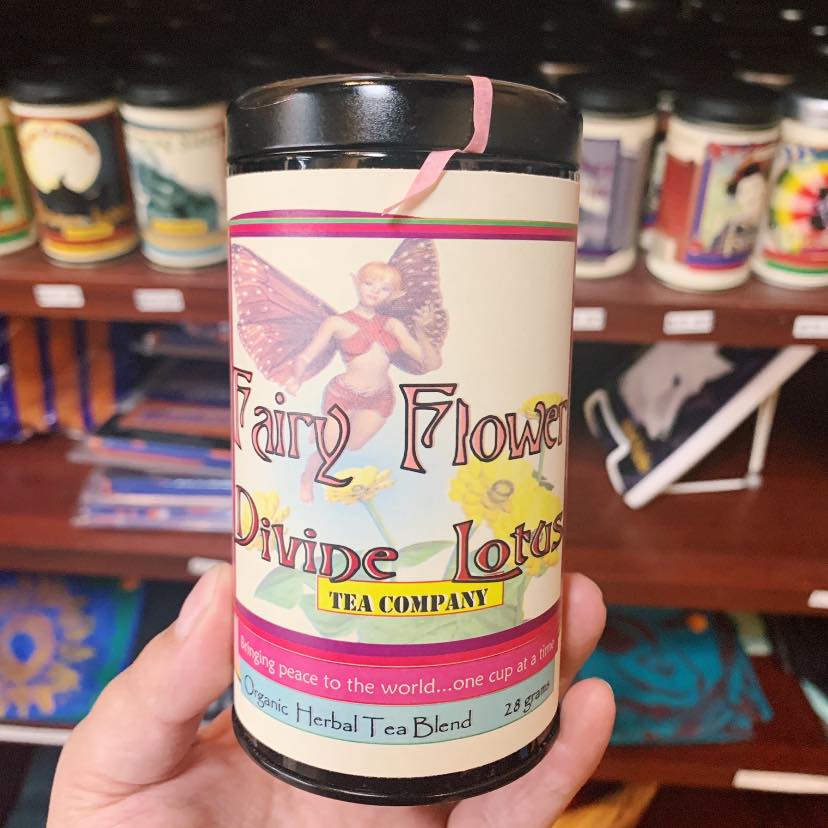 Fairy Flower
Divine Lotus
TEA COMPANY
Bringing peace to the world...one cup at a time
Organic Herbal Tea Blend 28 grams